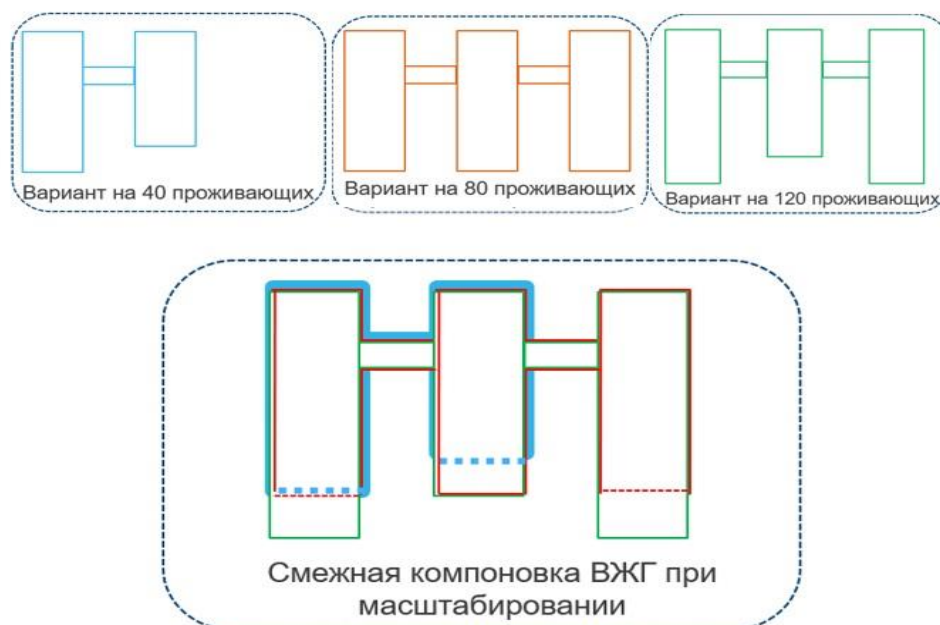 Вариант на 40 проживающих
Вариант на 80 проживающих
Вариант на 120 проживающих
Смежная компоновка ВЖГ при
масштабировании